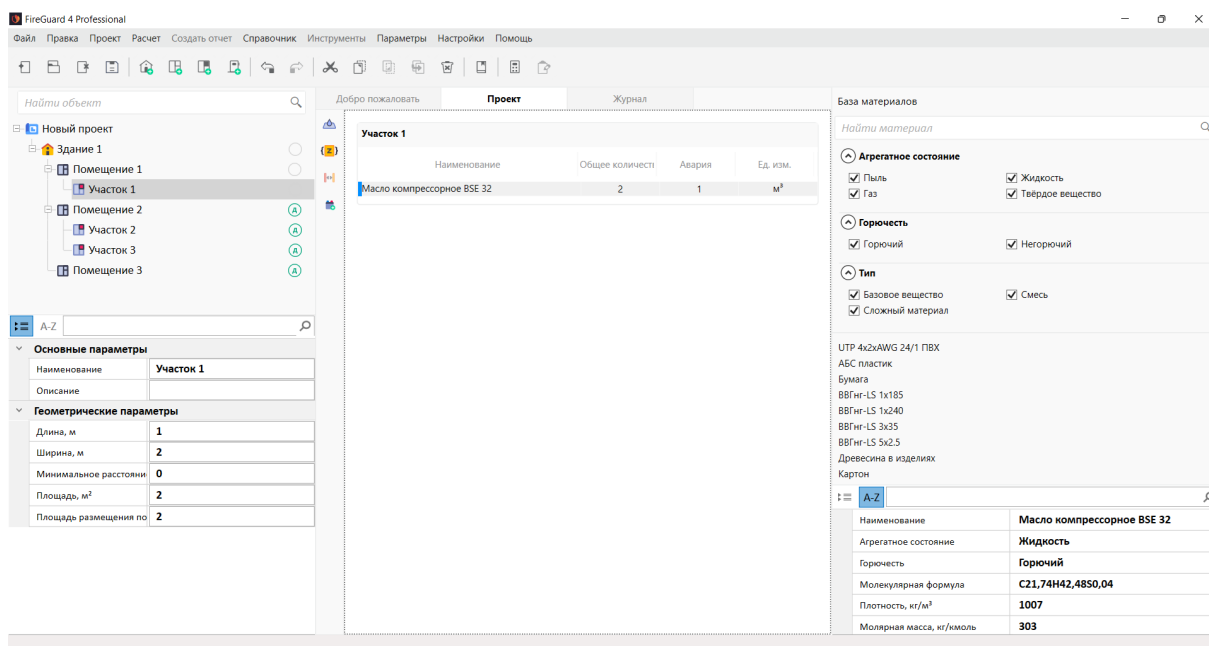 FireGuard 4 Professional
Файл Правка Проект Расчет Создать отчет Справочник Инструменты Параметры Настройки Помощь
Найти объект
Новый проект
Здание 1
Помещение 1
Участок 1
Помещение 2
Д
Участок 2
Д
Участок 3
Д
Помещение 3
Д
A-Z
Основные параметры
Наименование Участок 1
Описание
Геометрические параметры
Длина, м 1
Ширина, м 2
Минимальное расстояни 0
Площадь, м² 2
Площадь размещения по 2
Добро пожаловать Проект Журнал
{Z}
Участок 1
Наименование Общее количести Авария Ед. изм.
Масло компрессорное BSE 32 2 1 м³
База материалов
Найти материал
Агрегатное состояние
Пыль Жидкость
Газ Твёрдое вещество
Горючесть
Горючий Негорючий
Тип
Базовое вещество Смесь
Сложный материал
UTP 4x2xAWG 24/1 ПВХ
АБС пластик
Бумага
ВВГнг-LS 1x185
ВВГнг-LS 1x240
ВВГнг-LS 3x35
ВВГнг-LS 5x2.5
Древесина в изделиях
Картон
A-Z
Наименование Масло компрессорное BSE 32
Агрегатное состояние Жидкость
Горючесть Горючий
Молекулярная формула C21,74H42,48S0,04
Плотность, кг/м³ 1007
Молярная масса, кг/кмоль 303